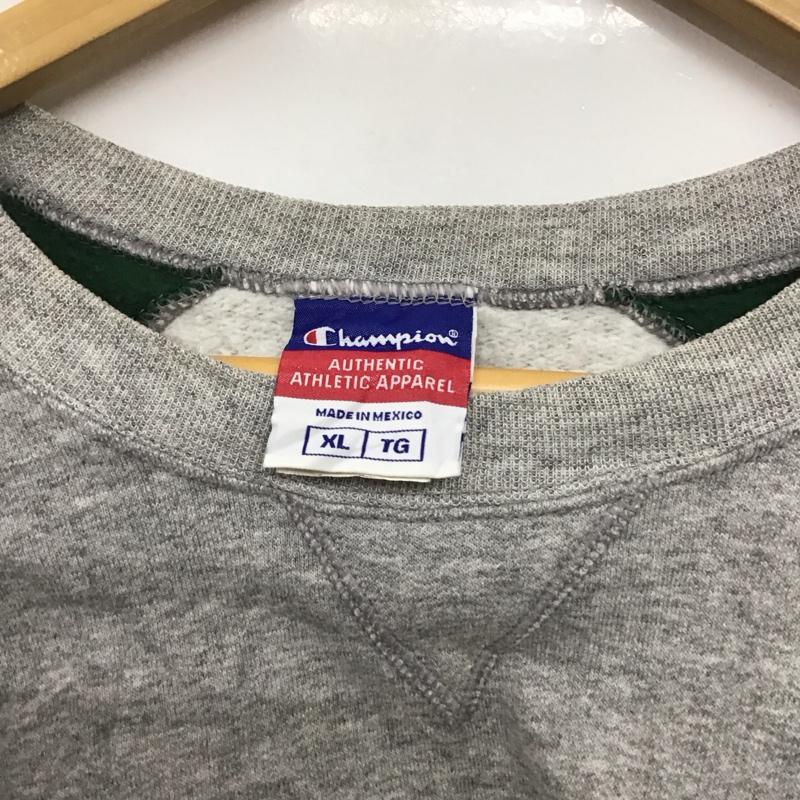 Champion®
AUTHENTIC
ATHLETIC APPAREL
MADE IN MEXICO
XL TG